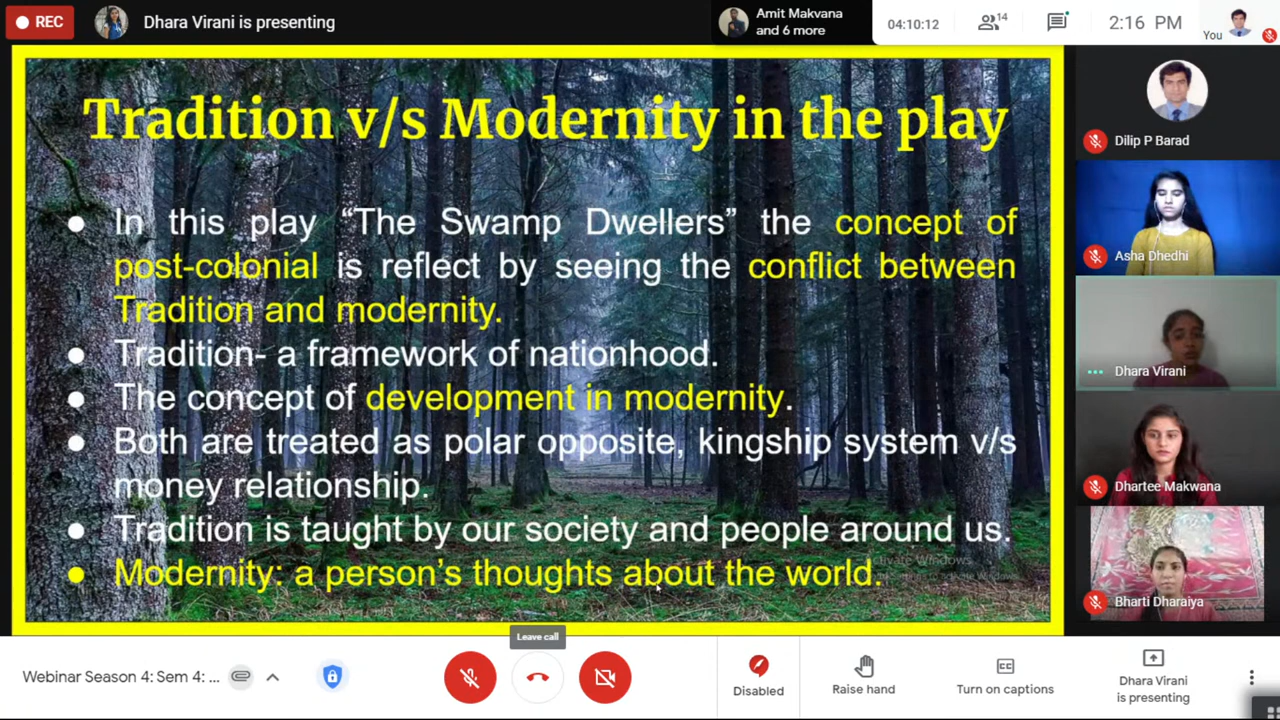 REC
Dhara Virani is presenting
Amit Makvana
and 6 more
04:10:12
14
2:16 PM
You
Tradition v/s Modernity in the play
● In this play “The Swamp Dwellers” the concept of
post-colonial is reflect by seeing the conflict between
Tradition and modernity.
● Tradition- a framework of nationhood.
● The concept of development in modernity.
● Both are treated as polar opposite, kingship system v/s
money relationship.
● Tradition is taught by our society and people around us.
● Modernity: a person’s thoughts about the world.
Activate Windows
Dilip P Barad
Asha Dhedhi
Dhara Virani
Dhartee Makwana
Bharti Dharaiya
Leave call
Webinar Season 4: Sem 4: ...
Disabled
Raise hand
CC
Turn on captions
Dhara Virani
is presenting